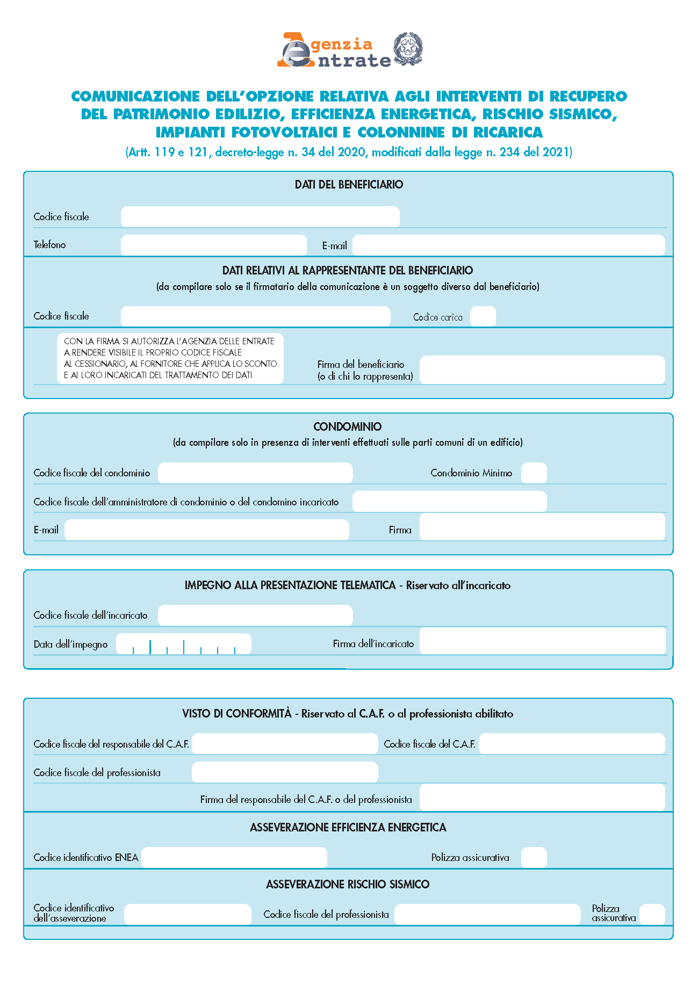 Agenzia
Entrate
COMUNICAZIONE DELL'OPZIONE RELATIVA AGLI INTERVENTI DI RECUPERO
DEL PATRIMONIO EDILIZIO, EFFICIENZA ENERGETICA, RISCHIO SISMICO,
IMPIANTI FOTOVOLTAICI E COLONNINE DI RICARICA
(Artt. 119 e 121, decreto-legge n. 34 del 2020, modificati dalla legge n. 234 del 2021)
DATI DEL BENEFICIARIO
Codice fiscale
Telefono E-mail
DATI RELATIVI AL RAPPRESENTANTE DEL BENEFICIARIO
(da compilare solo se il firmatario della comunicazione è un soggetto diverso dal beneficiario)
Codice fiscale Codice carica
CON LA FIRMA SI AUTORIZZA L'AGENZIA DELLE ENTRATE
A RENDERE VISIBILE IL PROPRIO CODICE FISCALE
AL CESSIONARIO, AL FORNITORE CHE APPLICA LO SCONTO
E AI LORO INCARICATI DEL TRATTAMENTO DEI DATI
Firma del beneficiario
(o di chi lo rappresenta)
CONDOMINIO
(da compilare solo in presenza di interventi effettuati sulle parti comuni di un edificio)
Codice fiscale del condominio Condominio Minimo
Codice fiscale dell'amministratore di condominio o del condomino incaricato
E-mail Firma
IMPEGNO ALLA PRESENTAZIONE TELEMATICA - Riservato all'incaricato
Codice fiscale dell'incaricato
Data dell'impegno Firma dell'incaricato
VISTO DI CONFORMITÀ - Riservato al C.A.F. o al professionista abilitato
Codice fiscale del responsabile del C.A.F. Codice fiscale del C.A.F.
Codice fiscale del professionista
Firma del responsabile del C.A.F. o del professionista
ASSEVERAZIONE EFFICIENZA ENERGETICA
Codice identificativo ENEA Polizza assicurativa
ASSEVERAZIONE RISCHIO SISMICO
Codice identificativo
dell'asseverazione
Codice fiscale del professionista
Polizza
assicurativa